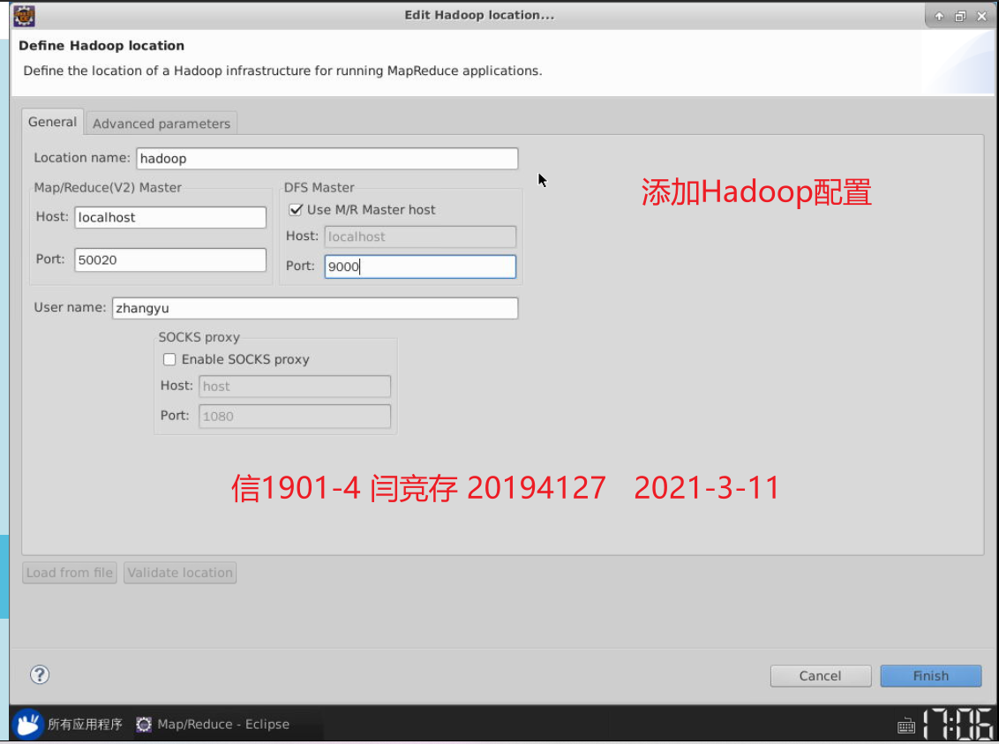 Edit Hadoop location...
Define Hadoop location
Define the location of a Hadoop infrastructure for running MapReduce applications.
General
Advanced parameters
Location name: hadoop
Map/Reduce(V2) Master
Host: localhost
Port: 50020
DFS Master
Use M/R Master host
Host: localhost
Port: 9000
添加Hadoop配置
User name: zhangyu
SOCKS proxy
Enable SOCKS proxy
Host: host
Port: 1080
信1901-4 闫竞存 20194127 2021-3-11
Load from file
Validate location
?
Cancel
Finish
所有应用程序
Map/Reduce - Eclipse
17:06